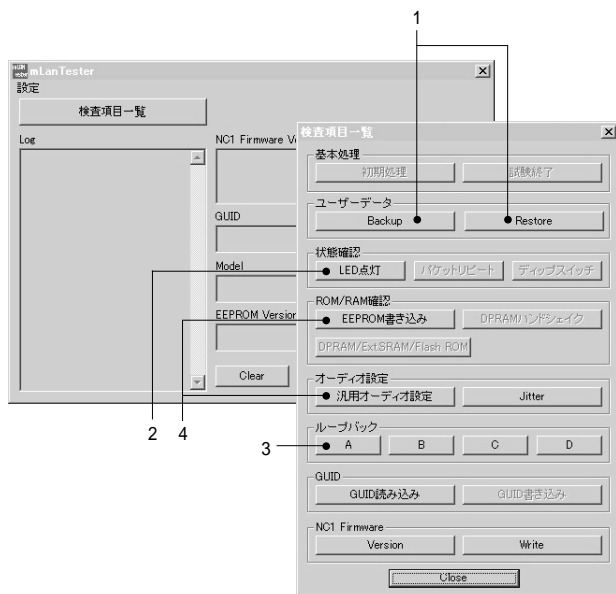 1
mLanTester
設定
検査項目一覧
Log
NC1 Firmware Ve
GUID
Model
EEPROM Version
Clear
2
4
3
検査項目一覧
基本処理
初期処理
試験終了
ユーザーデータ
Backup
Restore
状態確認
LED点灯
パケットリピート
ディップスイッチ
ROM/RAM確認
EEPROM書き込み
DPRAMハンドシェイク
DPRAM/ExtSRAM/Flash ROM
オーディオ設定
汎用オーディオ設定
Jitter
ループバック
A
B
C
D
GUID
GUID読み込み
GUID書き込み
NC1 Firmware
Version
Write
Close